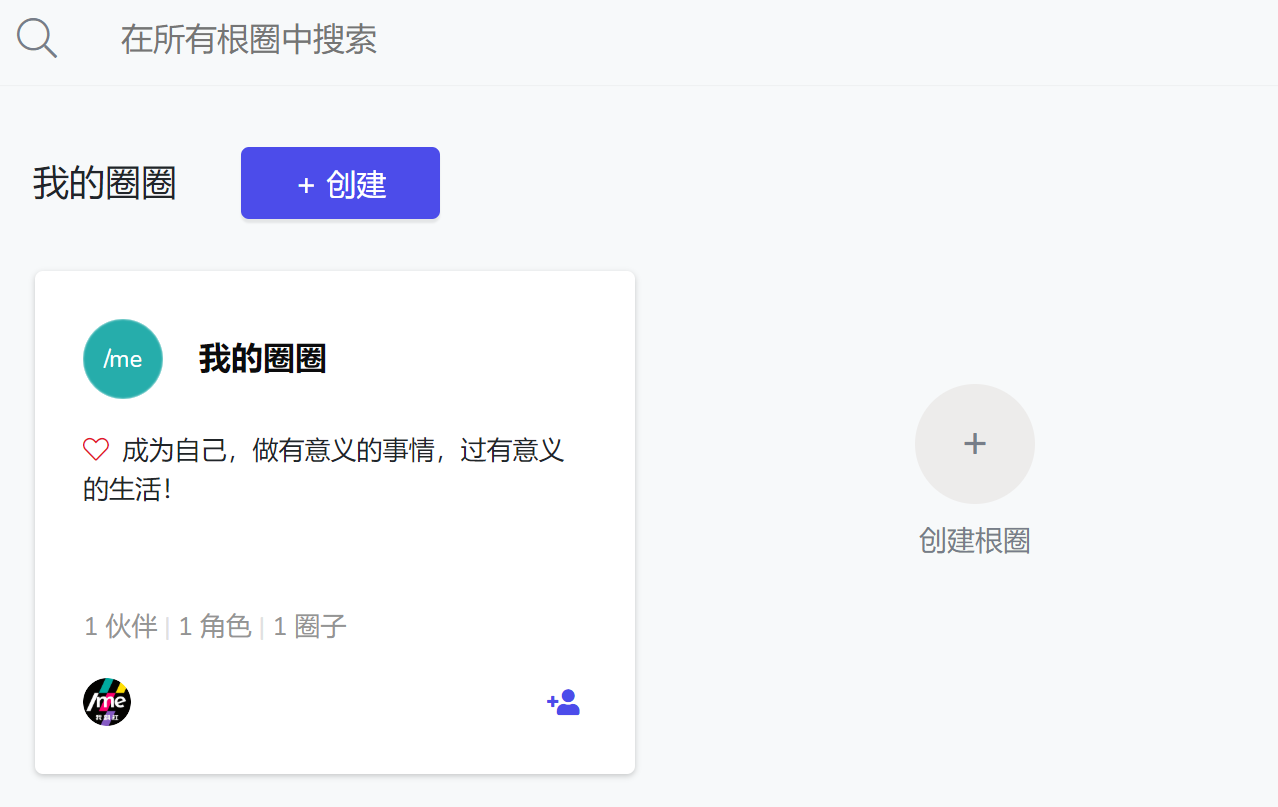 在所有根圈中搜索
我的圈圈
+ 创建
/me
我的圈圈
成为自己，做有意义的事情，过有意义
的生活！
+
创建根圈
1 伙伴 | 1 角色 | 1 圈子
/me